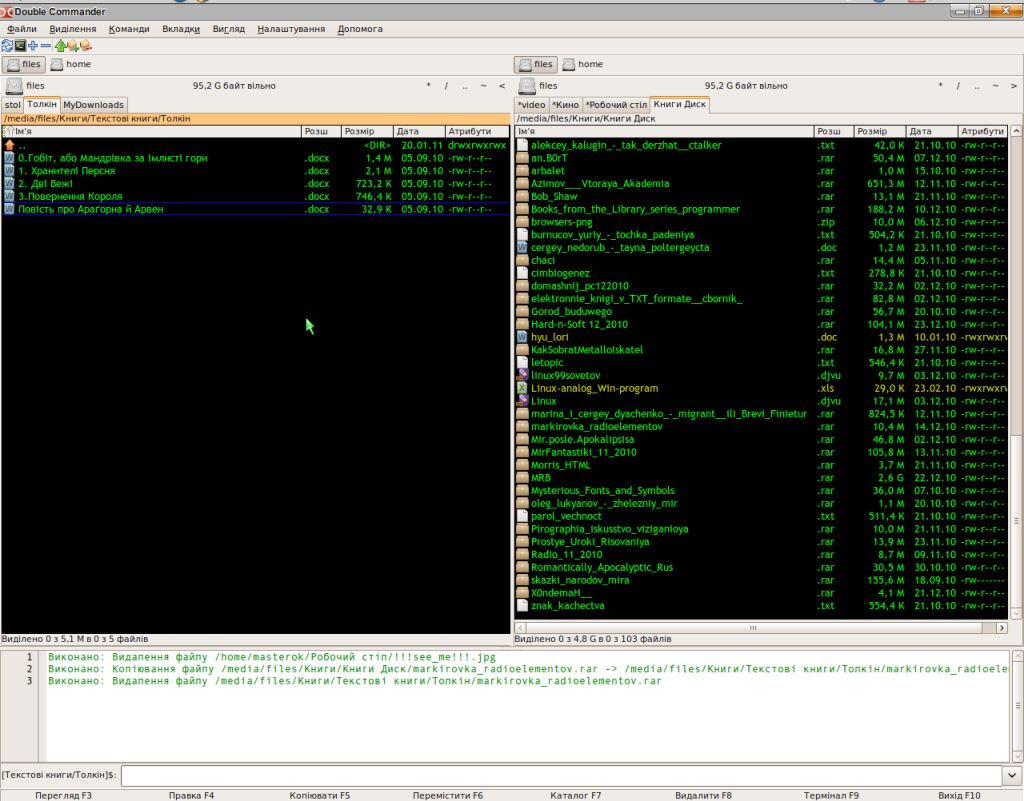 Double Commander
Файли Виділення Команди Вкладки Вигляд Налаштування Допомога
files home
files 95,2 G байт вільно * / .. ~ <
stol Толкін MyDownloads
/media/files/Книги/Текстові книги/Толкін
Ім'я Розш Розмір Дата Атрибути
.. <DIR> 20.01.11 drwxrwxrwx
0.Гобіт, або Мандрівка за Імлисті гори .docx 1,4 M 05.09.10 -rw-r--r--
1. Хранителі Персня .docx 2,1 M 05.09.10 -rw-r--r--
2. Дві Вежі .docx 723,2 K 05.09.10 -rw-r--r--
3.Повернення Короля .docx 746,4 K 05.09.10 -rw-r--r--
Повість про Арагорна й Арвен .docx 32,9 K 05.09.10 -rw-r--r--
Виділено 0 з 5,1 M в 0 з 5 файлів
files home
files 95,2 G байт вільно * / .. ~ >
*video *Кино *Робочий стіл Книги Диск
/media/files/Книги/Книги Диск
Ім'я Розш Розмір Дата Атрибути
alekcey_kalugin_-_tak_derzhat__ctalker .txt 42,0 K 21.10.10 -rw-r--r--
an.B0rT .rar 50,4 M 07.12.10 -rw-r--r--
arbalet .rar 1,0 M 15.10.10 -rw-r--r--
Azimov___Vtoraya_Akademia .rar 651,3 M 12.11.10 -rw-r--r--
Bob_Shaw .rar 13,1 M 21.11.10 -rw-r--r--
Books_from_the_Library_series_programmer .rar 188,2 M 10.12.10 -rw-r--r--
browsers-png .zip 10,0 M 06.12.10 -rw-r--r--
burnucov_yuriy_-_tochka_padeniya .txt 504,2 K 21.10.10 -rw-r--r--
cergey_nedorub_-_tayna_poltergeycta .doc 1,2 M 23.11.10 -rw-r--r--
chaci .rar 14,4 M 05.11.10 -rw-r--r--
cimbiogenez .txt 278,8 K 21.10.10 -rw-r--r--
domashnij_pc122010 .rar 32,2 M 02.12.10 -rw-r--r--
elektronnie_knigi_v_TXT_formate__cbornik_ .rar 82,8 M 02.12.10 -rw-r--r--
Gorod_buduwego .rar 56,7 M 20.10.10 -rw-r--r--
Hard-n-Soft 12_2010 .rar 104,1 M 23.12.10 -rw-r--r--
hyu_lori .doc 1,3 M 10.01.10 -rwxrwxrw
KakSobratMetalloIskatel .rar 16,8 M 27.11.10 -rw-r--r--
letopic .txt 546,4 K 21.10.10 -rw-r--r--
linux99sovetov .djvu 9,7 M 03.12.10 -rw-r--r--
Linux-analog_Win-program .xls 29,0 K 23.02.10 -rwxrwxrw
Linux .djvu 17,1 M 03.12.10 -rw-r--r--
marina_i_cergey_dyachenko_-_migrant__ili_Brevi_Finietur .rar 824,5 K 12.11.10 -rw-r--r--
markirovka_radioelementov .rar 10,4 M 14.12.10 -rw-r--r--
Mir.posle.Apokalipsisa .rar 46,8 M 02.12.10 -rw-r--r--
MirFantastiki_11_2010 .rar 105,8 M 13.11.10 -rw-r--r--
Morris_HTML .rar 3,7 M 21.11.10 -rw-r--r--
MRB .rar 2,6 G 22.12.10 -rw-r--r--
Mysterious_Fonts_and_Symbols .rar 36,0 M 07.10.10 -rw-r--r--
oleg_lukyanov_-_zhelezniy_mir .rar 1,1 M 20.10.10 -rw-r--r--
parol_vechnoct .txt 511,4 K 21.10.10 -rw-r--r--
Pirographia_iskusstvo_viziganioya .rar 10,0 M 21.11.10 -rw-r--r--
Prostye_Uroki_Risovaniya .rar 13,9 M 23.11.10 -rw-r--r--
Radio_11_2010 .rar 8,7 M 09.11.10 -rw-r--r--
Romantically_Apocalyptic_Rus .rar 30,5 M 30.10.10 -rw-r--r--
skazki_narodov_mira .rar 155,6 M 18.09.10 -rw-------
X0ndemaH__ .rar 4,1 M 21.12.10 -rw-r--r--
znak_kachectva .txt 554,4 K 21.10.10 -rw-r--r--
Виділено 0 з 4,8 G в 0 з 103 файлів
1 Виконано: Видалення файлу /home/masterok/Робочий стіл/!!!see_me!!!.jpg
2 Виконано: Копіювання файлу /media/files/Книги/Книги Диск/markirovka_radioelementov.rar -> /media/files/Книги/Текстові книги/Толкін/markirovka_radioele
3 Виконано: Видалення файлу /media/files/Книги/Текстові книги/Толкін/markirovka_radioelementov.rar
[Текстові книги/Толкін]$:
Перегляд F3 Правка F4 Копіювати F5 Перемістити F6 Каталог F7 Видалити F8 Термінал F9 Вихід F10